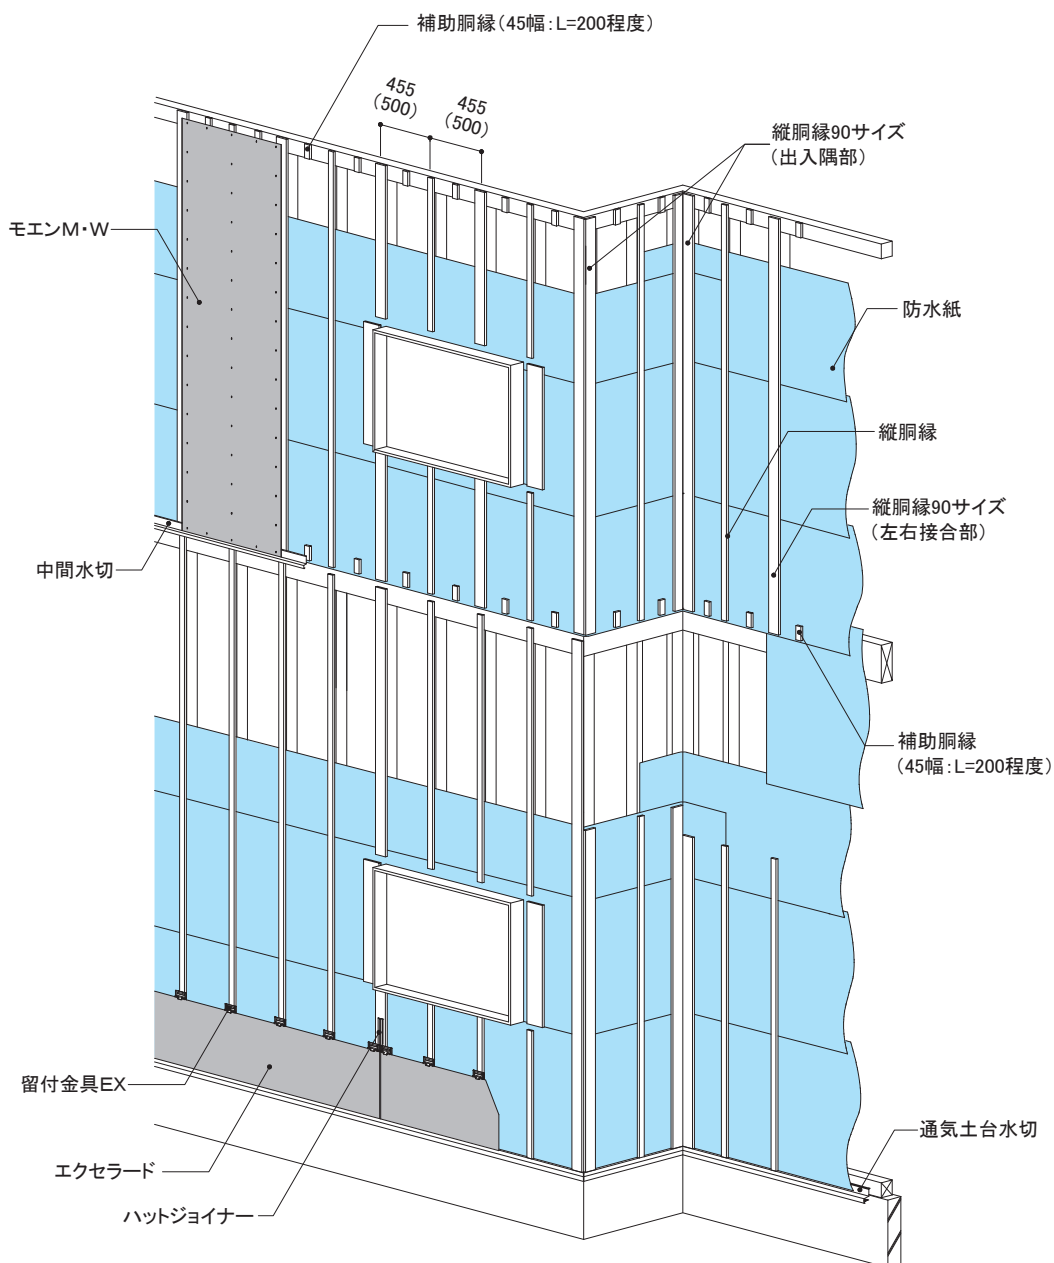 補助胴縁(45幅:L=200程度)
455
(500)
455
(500)
縦胴縁90サイズ
(出入隅部)
モエンM・W
防水紙
縦胴縁
縦胴縁90サイズ
(左右接合部)
中間水切
補助胴縁
(45幅:L=200程度)
留付金具EX
通気土台水切
エクセラード
ハットジョイナー